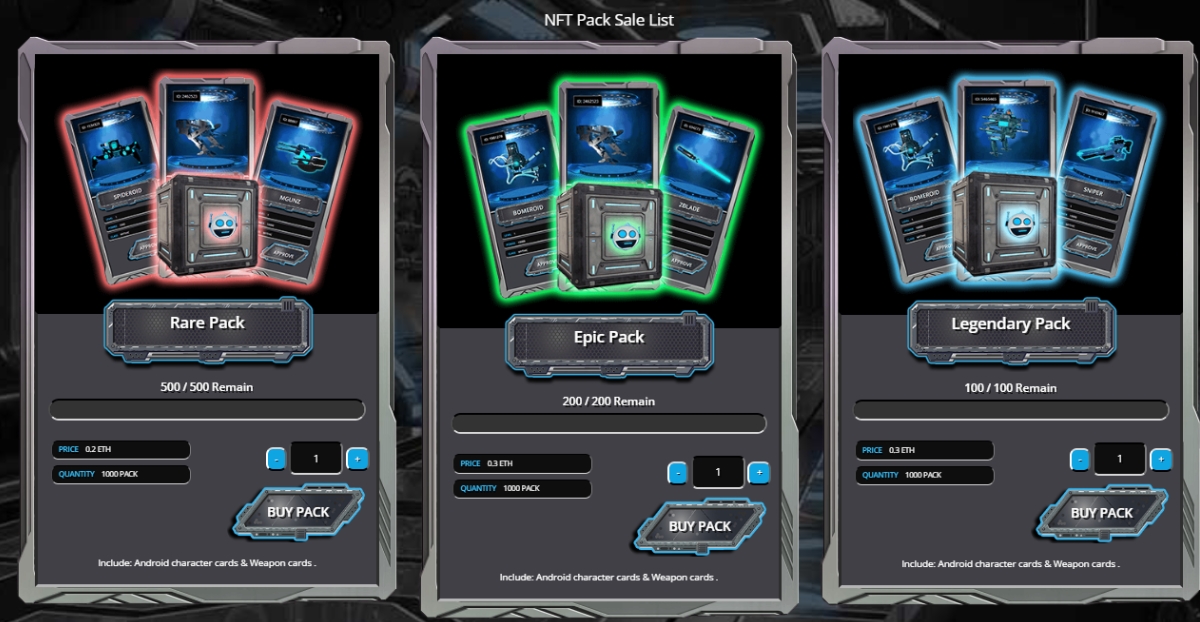 NFT Pack Sale List
SPIDEROID
MGUNZ
Rare Pack
500 / 500 Remain
PRICE 0.2 ETH
- 1 +
QUANTITY 1000 PACK
BUY PACK
Include: Android character cards & Weapon cards .
BOMEROID
2BLADE
APPROVE
Epic Pack
200 / 200 Remain
PRICE 0.3 ETH
- 1 +
QUANTITY 1000 PACK
BUY PACK
Include: Android character cards & Weapon cards .
BOMEROID
SNIPER
APPROVE
Legendary Pack
100 / 100 Remain
PRICE 0.3 ETH
- 1 +
QUANTITY 1000 PACK
BUY PACK
Include: Android character cards & Weapon cards .